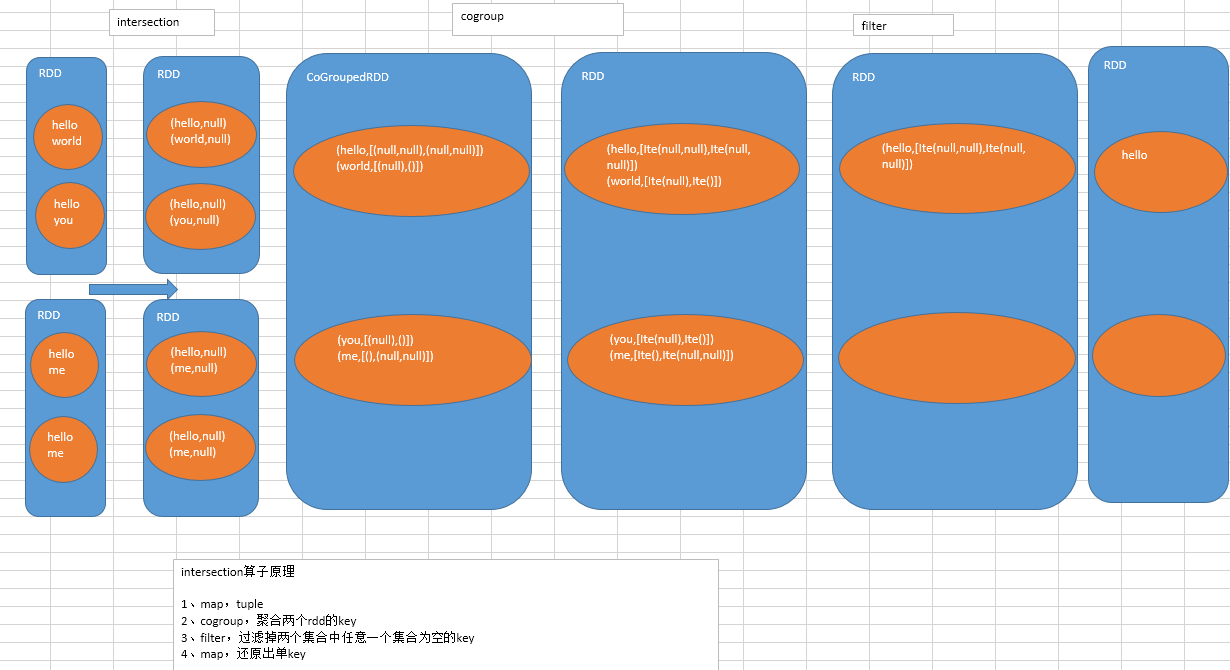 intersection
cogroup
filter
RDD
hello
world
hello
you
RDD
(hello,null)
(world,null)
(hello,null)
(you,null)
RDD
hello
me
hello
me
RDD
(hello,null)
(me,null)
(hello,null)
(me,null)
CoGroupedRDD
(hello,[(null,null),(null,null)])
(world,[(null),()])
(you,[(null),()])
(me,[(),(null,null)])
RDD
(hello,[Ite(null,null),Ite(null,
null)])
(world,[Ite(null),Ite()])
(you,[Ite(null),Ite()])
(me,[Ite(),Ite(null,null)])
RDD
(hello,[Ite(null,null),Ite(null,
null)])
RDD
hello
intersection算子原理
1、map，tuple
2、cogroup，聚合两个rdd的key
3、filter，过滤掉两个集合中任意一个集合为空的key
4、map，还原出单key